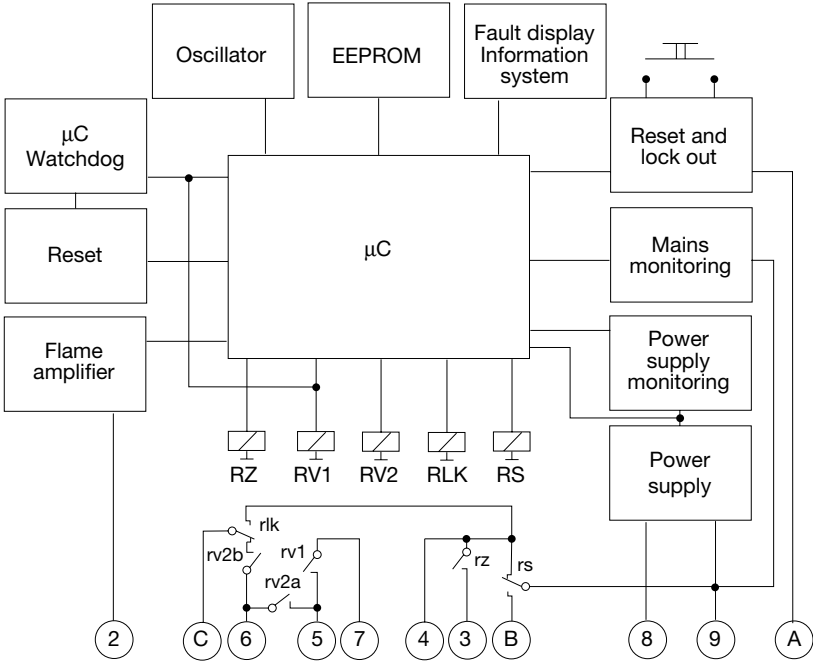 Oscillator
EEPROM
Fault display
Information
system
μC
Watchdog
Reset and
lock out
Reset
μC
Mains
monitoring
Flame
amplifier
Power
supply
monitoring
Power
supply
RZ
RV1
RV2
RLK
RS
rlk
rv2b
rv1
rv2a
rz
rs
2
C
6
5
7
4
3
B
8
9
A